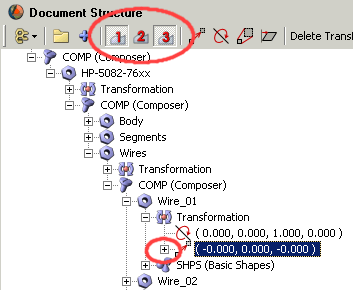 Document Structure
1 2 3 Delete Transf
COMP (Composer)
HP-5082-76xx
Transformation
COMP (Composer)
Body
Segments
Wires
Transformation
COMP (Composer)
Wire_01
Transformation
( 0.000, 0.000, 1.000, 0.000 )
( -0.000, 0.000, -0.000 )
SHPS (Basic Shapes)
Wire_02